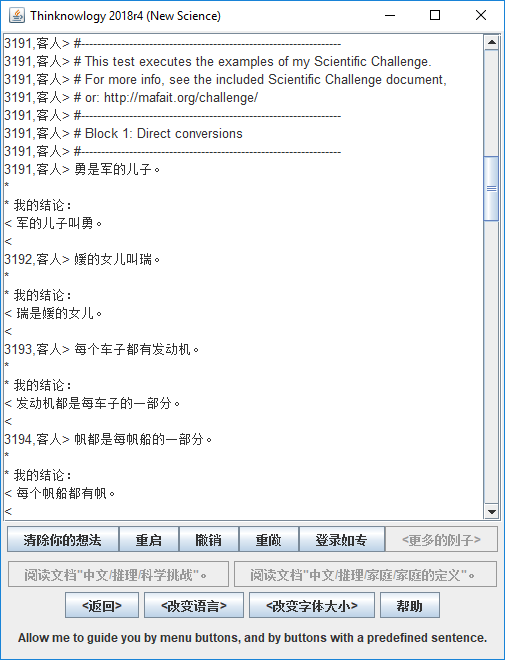 Thinknowlogy 2018r4 (New Science)
3191,客人> #----------------------------------------------------------------
3191,客人> # This test executes the examples of my Scientific Challenge.
3191,客人> # For more info, see the included Scientific Challenge document,
3191,客人> # or: http://mafait.org/challenge/
3191,客人> #----------------------------------------------------------------
3191,客人> # Block 1: Direct conversions
3191,客人> #----------------------------------------------------------------
3191,客人> 勇是军的儿子。
*
* 我的结论：
< 军的儿子叫勇。
<
3192,客人> 媛的女儿叫瑞。
*
* 我的结论：
< 瑞是媛的女儿。
<
3193,客人> 每个车子都有发动机。
*
* 我的结论：
< 发动机都是每车子的一部分。
<
3194,客人> 帆都是每帆船的一部分。
*
* 我的结论：
< 每个帆船都有帆。
<
清除你的想法 重启 撤销 重做 登录如专 <更多的例子>
阅读文档"中文/推理/科学挑战"。 阅读文档"中文/推理/家庭/家庭的定义"。
<返回> <改变语言> <改变字体大小> 帮助
Allow me to guide you by menu buttons, and by buttons with a predefined sentence.